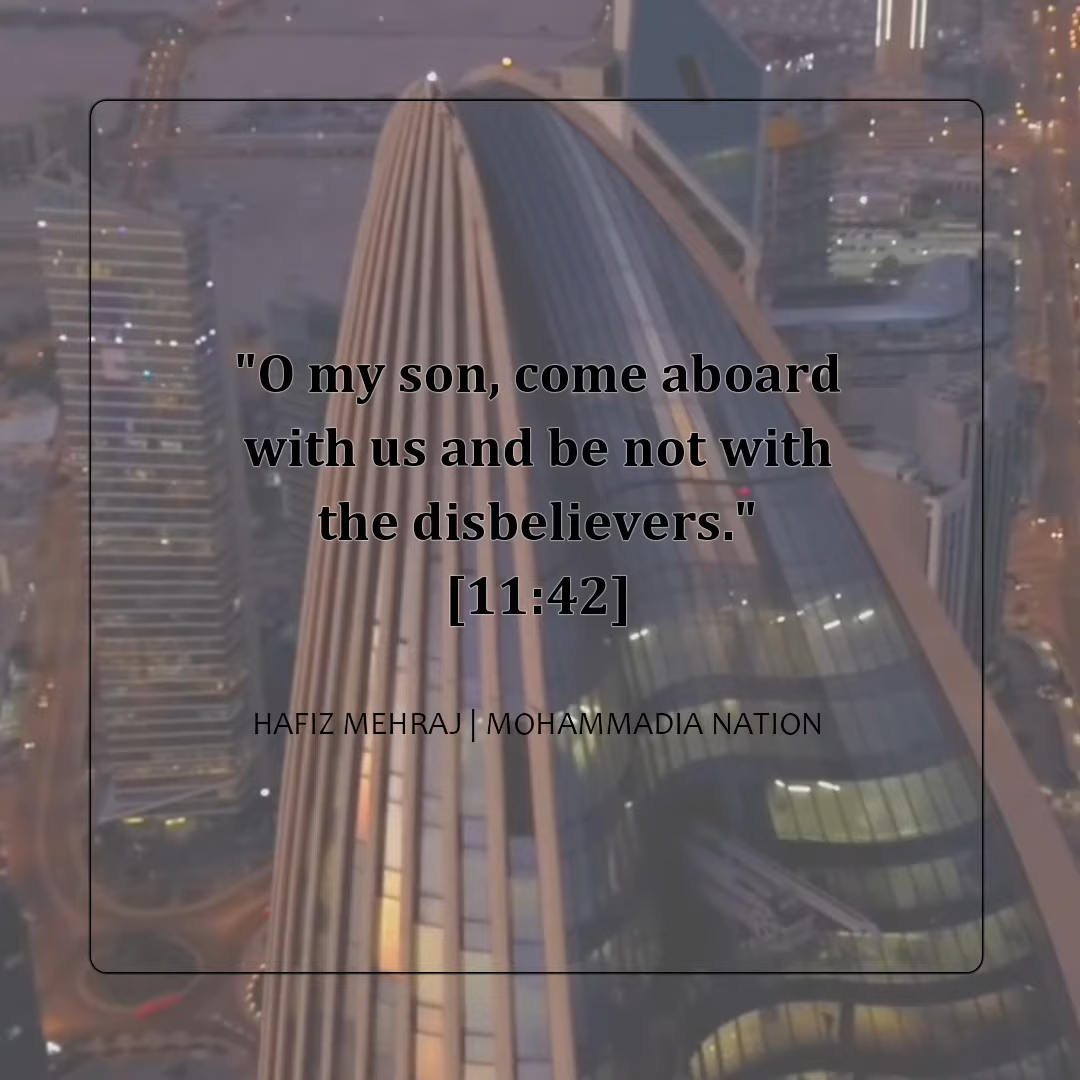 "O my son, come aboard
with us and be not with
the disbelievers."
[11:42]
HAFIZ MEHRAJ | MOHAMMADIA NATION